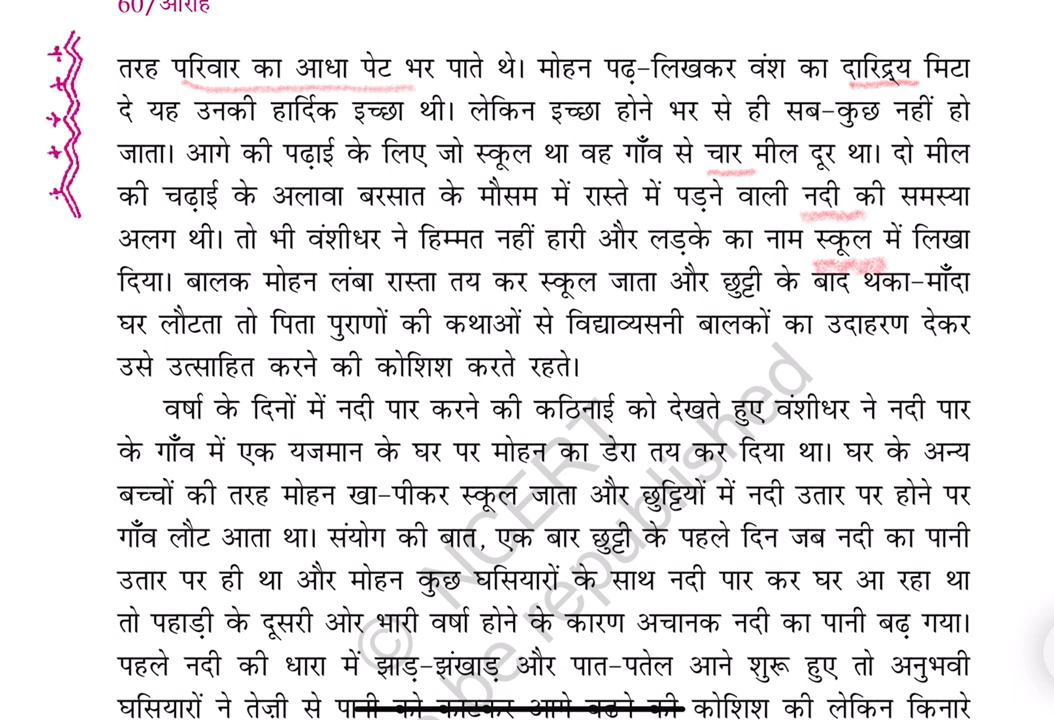 60/आरोह
तरह परिवार का आधा पेट भर पाते थे। मोहन पढ़-लिखकर वंश का दारिद्र्य मिटा
दे यह उनकी हार्दिक इच्छा थी। लेकिन इच्छा होने भर से ही सब-कुछ नहीं हो
जाता। आगे की पढ़ाई के लिए जो स्कूल था वह गाँव से चार मील दूर था। दो मील
की चढ़ाई के अलावा बरसात के मौसम में रास्ते में पड़ने वाली नदी की समस्या
अलग थी। तो भी वंशीधर ने हिम्मत नहीं हारी और लड़के का नाम स्कूल में लिखा
दिया। बालक मोहन लंबा रास्ता तय कर स्कूल जाता और छुट्टी के बाद थका-माँदा
घर लौटता तो पिता पुराणों की कथाओं से विद्याव्यसनी बालकों का उदाहरण देकर
उसे उत्साहित करने की कोशिश करते रहते।
वर्षा के दिनों में नदी पार करने की कठिनाई को देखते हुए वंशीधर ने नदी पार
के गाँव में एक यजमान के घर पर मोहन का डेरा तय कर दिया था। घर के अन्य
बच्चों की तरह मोहन खा-पीकर स्कूल जाता और छुट्टियों में नदी उतार पर होने पर
गाँव लौट आता था। संयोग की बात, एक बार छुट्टी के पहले दिन जब नदी का पानी
उतार पर ही था और मोहन कुछ घसियारों के साथ नदी पार कर घर आ रहा था
तो पहाड़ी के दूसरी ओर भारी वर्षा होने के कारण अचानक नदी का पानी बढ़ गया।
पहले नदी की धारा में झाड़-झंखाड़ और पात-पतेल आने शुरू हुए तो अनुभवी
घसियारों ने तेज़ी से पानी को काटकर आगे बढ़ने की कोशिश की लेकिन किनारे
© NCERT
be republished